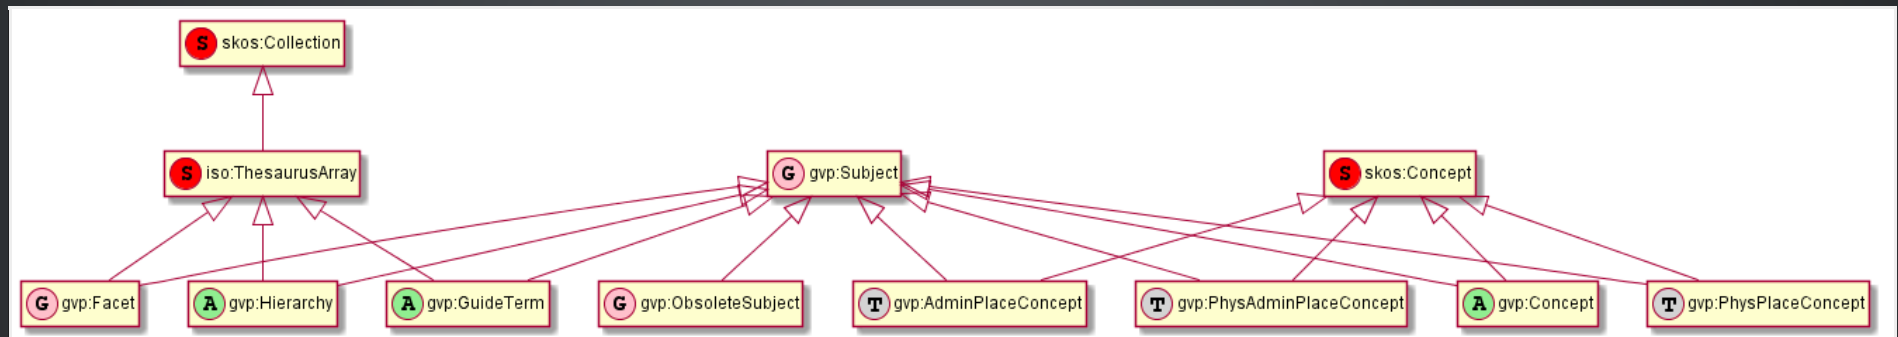 S skos:Collection
S iso:ThesaurusArray
G gvp:Subject
S skos:Concept
G gvp:Facet
A gvp:Hierarchy
A gvp:GuideTerm
G gvp:ObsoleteSubject
T gvp:AdminPlaceConcept
T gvp:PhysAdminPlaceConcept
A gvp:Concept
T gvp:PhysPlaceConcept